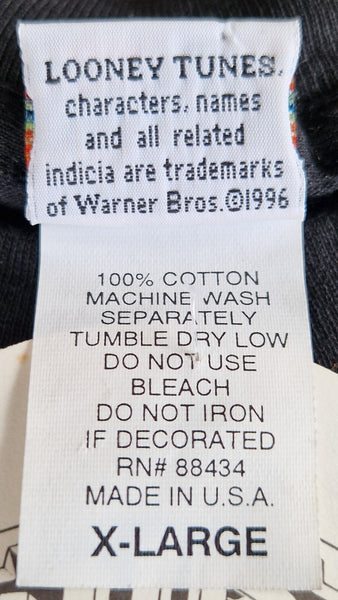 LOONEY TUNES,
characters, names
and all related
indicia are trademarks
of Warner Bros.©1996
100% COTTON
MACHINE WASH
SEPARATELY
TUMBLE DRY LOW
DO NOT USE
BLEACH
DO NOT IRON
IF DECORATED
RN# 88434
MADE IN U.S.A.
X-LARGE